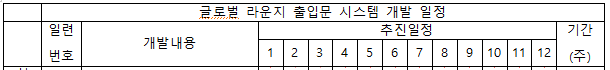 글로벌 라운지 출입문 시스템 개발 일정
일련 번호 개발내용 추진일정 기간 (주)
1 2 3 4 5 6 7 8 9 10 11 12